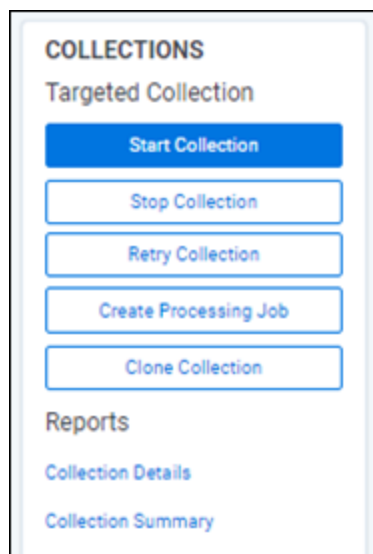 COLLECTIONS
Targeted Collection
Start Collection
Stop Collection
Retry Collection
Create Processing Job
Clone Collection
Reports
Collection Details
Collection Summary